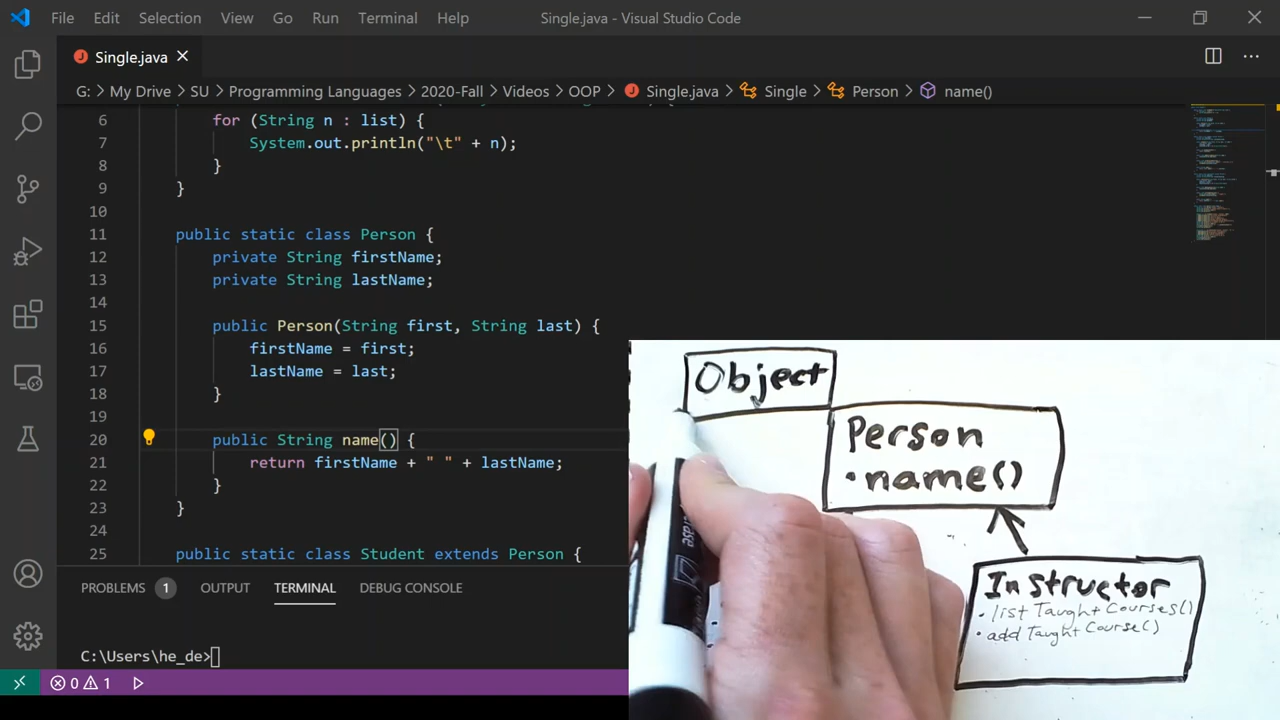 File Edit Selection View Go Run Terminal Help Single.java - Visual Studio Code
Single.java
G: > My Drive > SU > Programming Languages > 2020-Fall > Videos > OOP > Single.java > Single > Person > name()
6 for (String n : list) {
7 System.out.println("\t" + n);
8 }
9 }
10
11 public static class Person {
12 private String firstName;
13 private String lastName;
14
15 public Person(String first, String last) {
16 firstName = first;
17 lastName = last;
18 }
19
20 public String name() {
21 return firstName + " " + lastName;
22 }
23 }
24
25 public static class Student extends Person {
PROBLEMS 1 OUTPUT TERMINAL DEBUG CONSOLE
C:\Users\he_de>
0 1
Object
Person
• name()
Instructor
• list Taught Courses()
• add Taught Course()